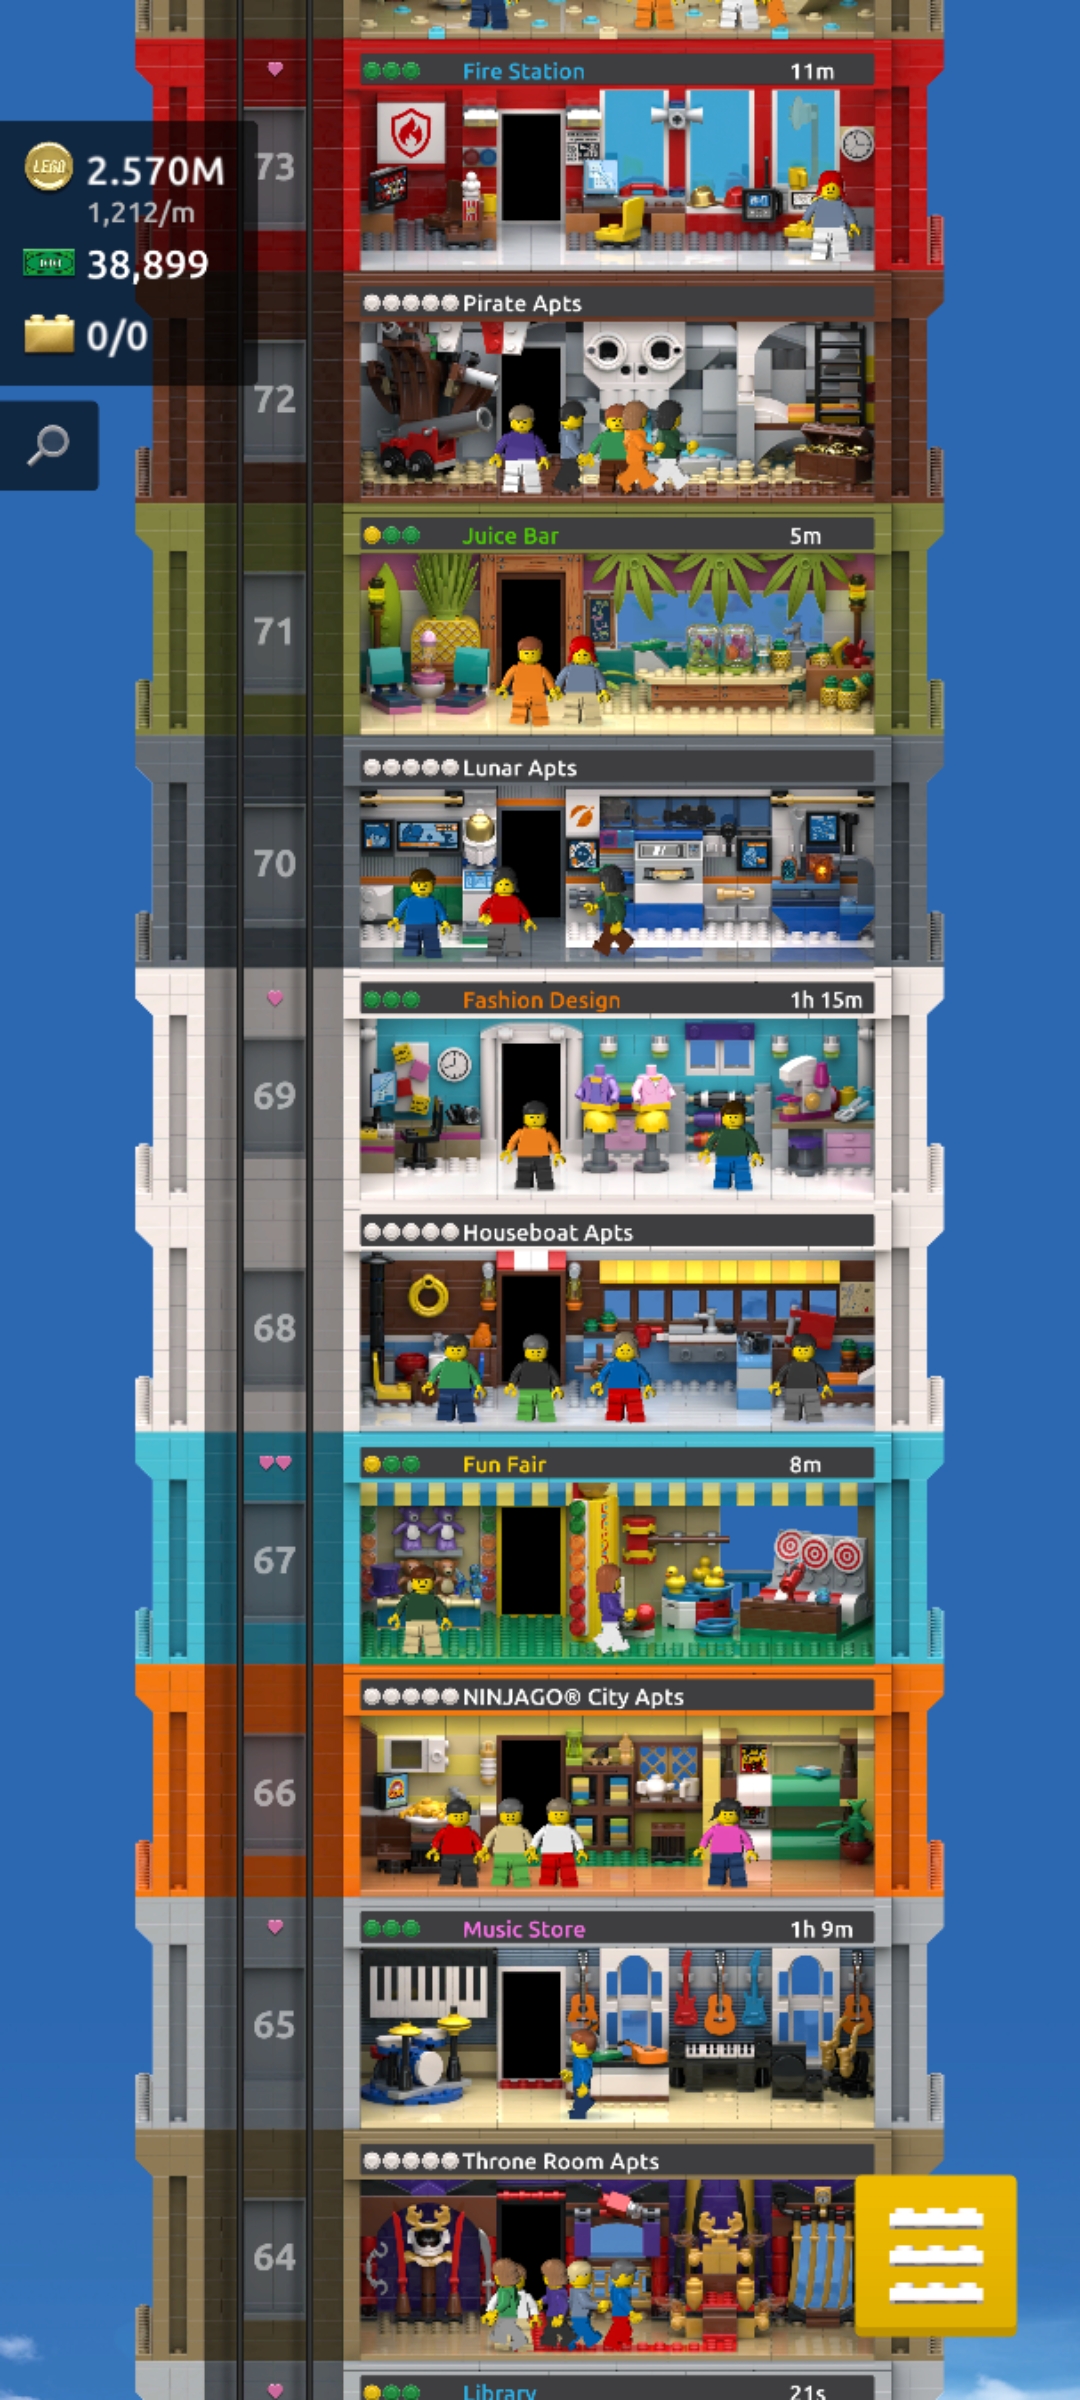 Fire Station 11m
73
LEGO 2.570M
1,212/m
38,899
0/0
Pirate Apts
72
Juice Bar 5m
71
Lunar Apts
70
Fashion Design 1h 15m
69
Houseboat Apts
68
Fun Fair 8m
67
NINJAGO® City Apts
66
Music Store 1h 9m
65
Throne Room Apts
64
Library 21s